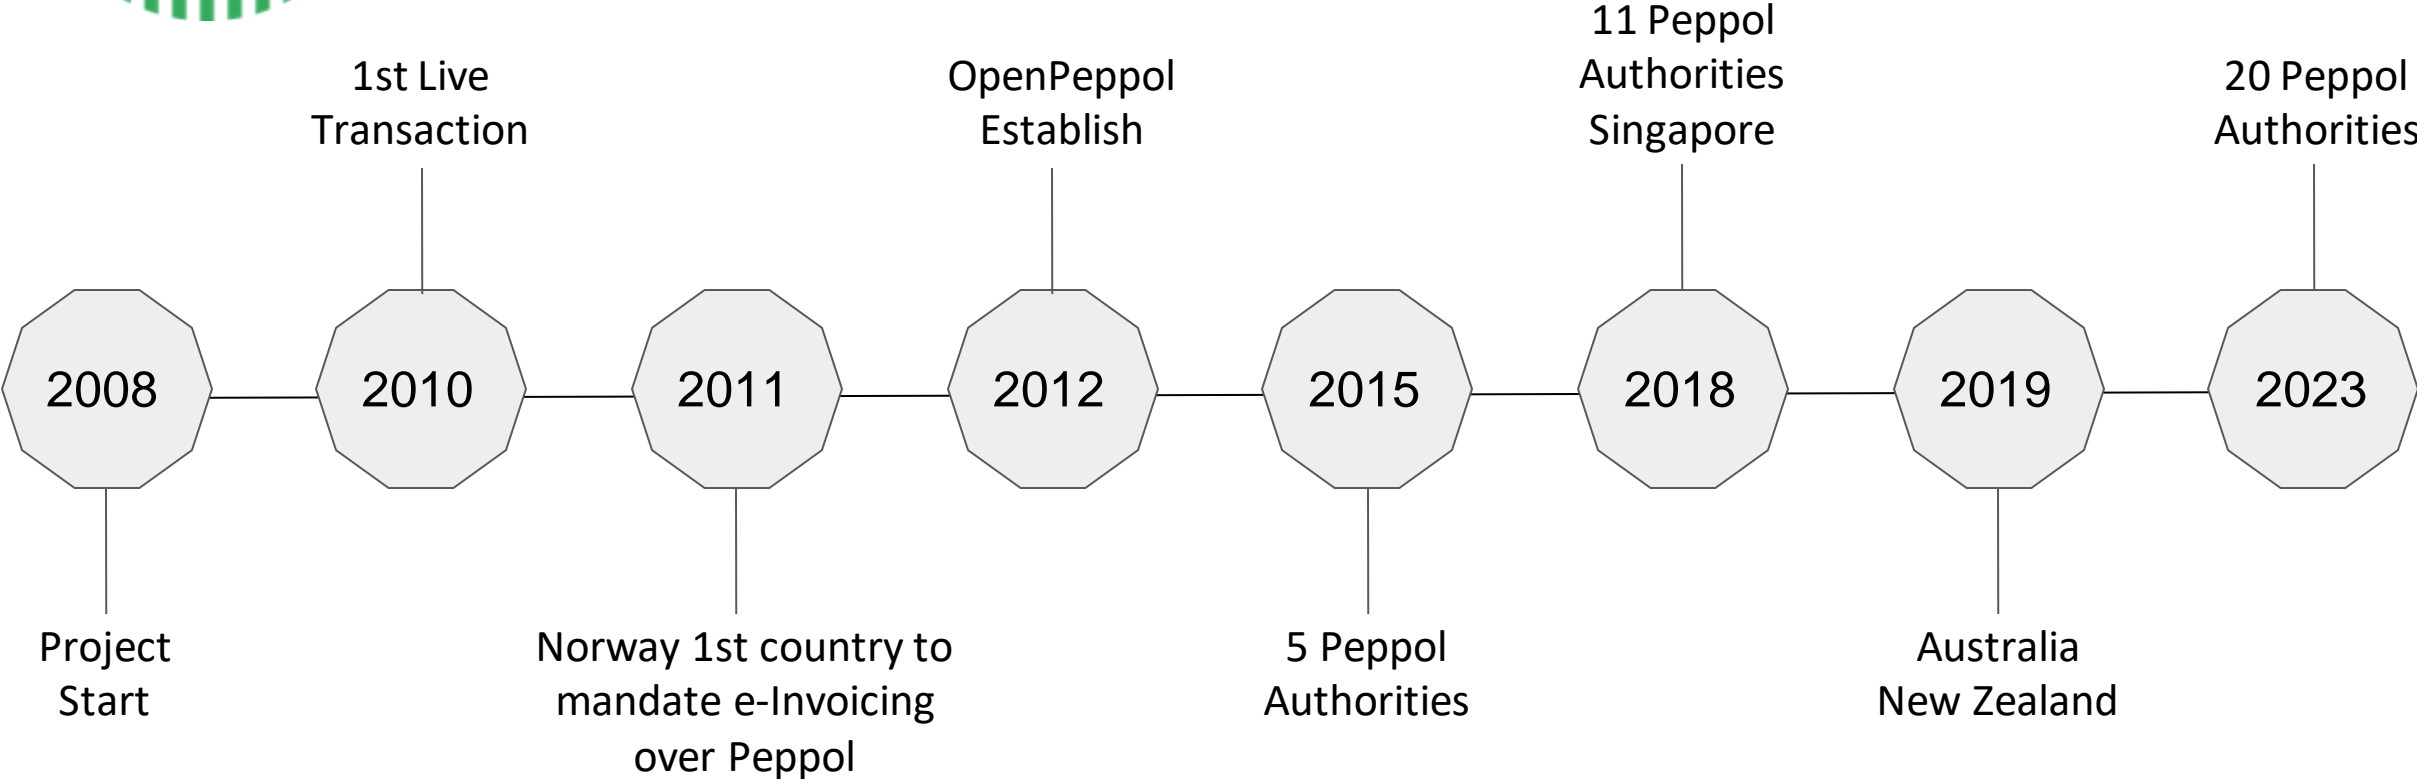 11 Peppol
Authorities
Singapore
1st Live
Transaction
OpenPeppol
Establish
20 Peppol
Authorities
2008
2010
2011
2012
2015
2018
2019
2023
Project
Start
Norway 1st country to
mandate e-Invoicing
over Peppol
5 Peppol
Authorities
Australia
New Zealand